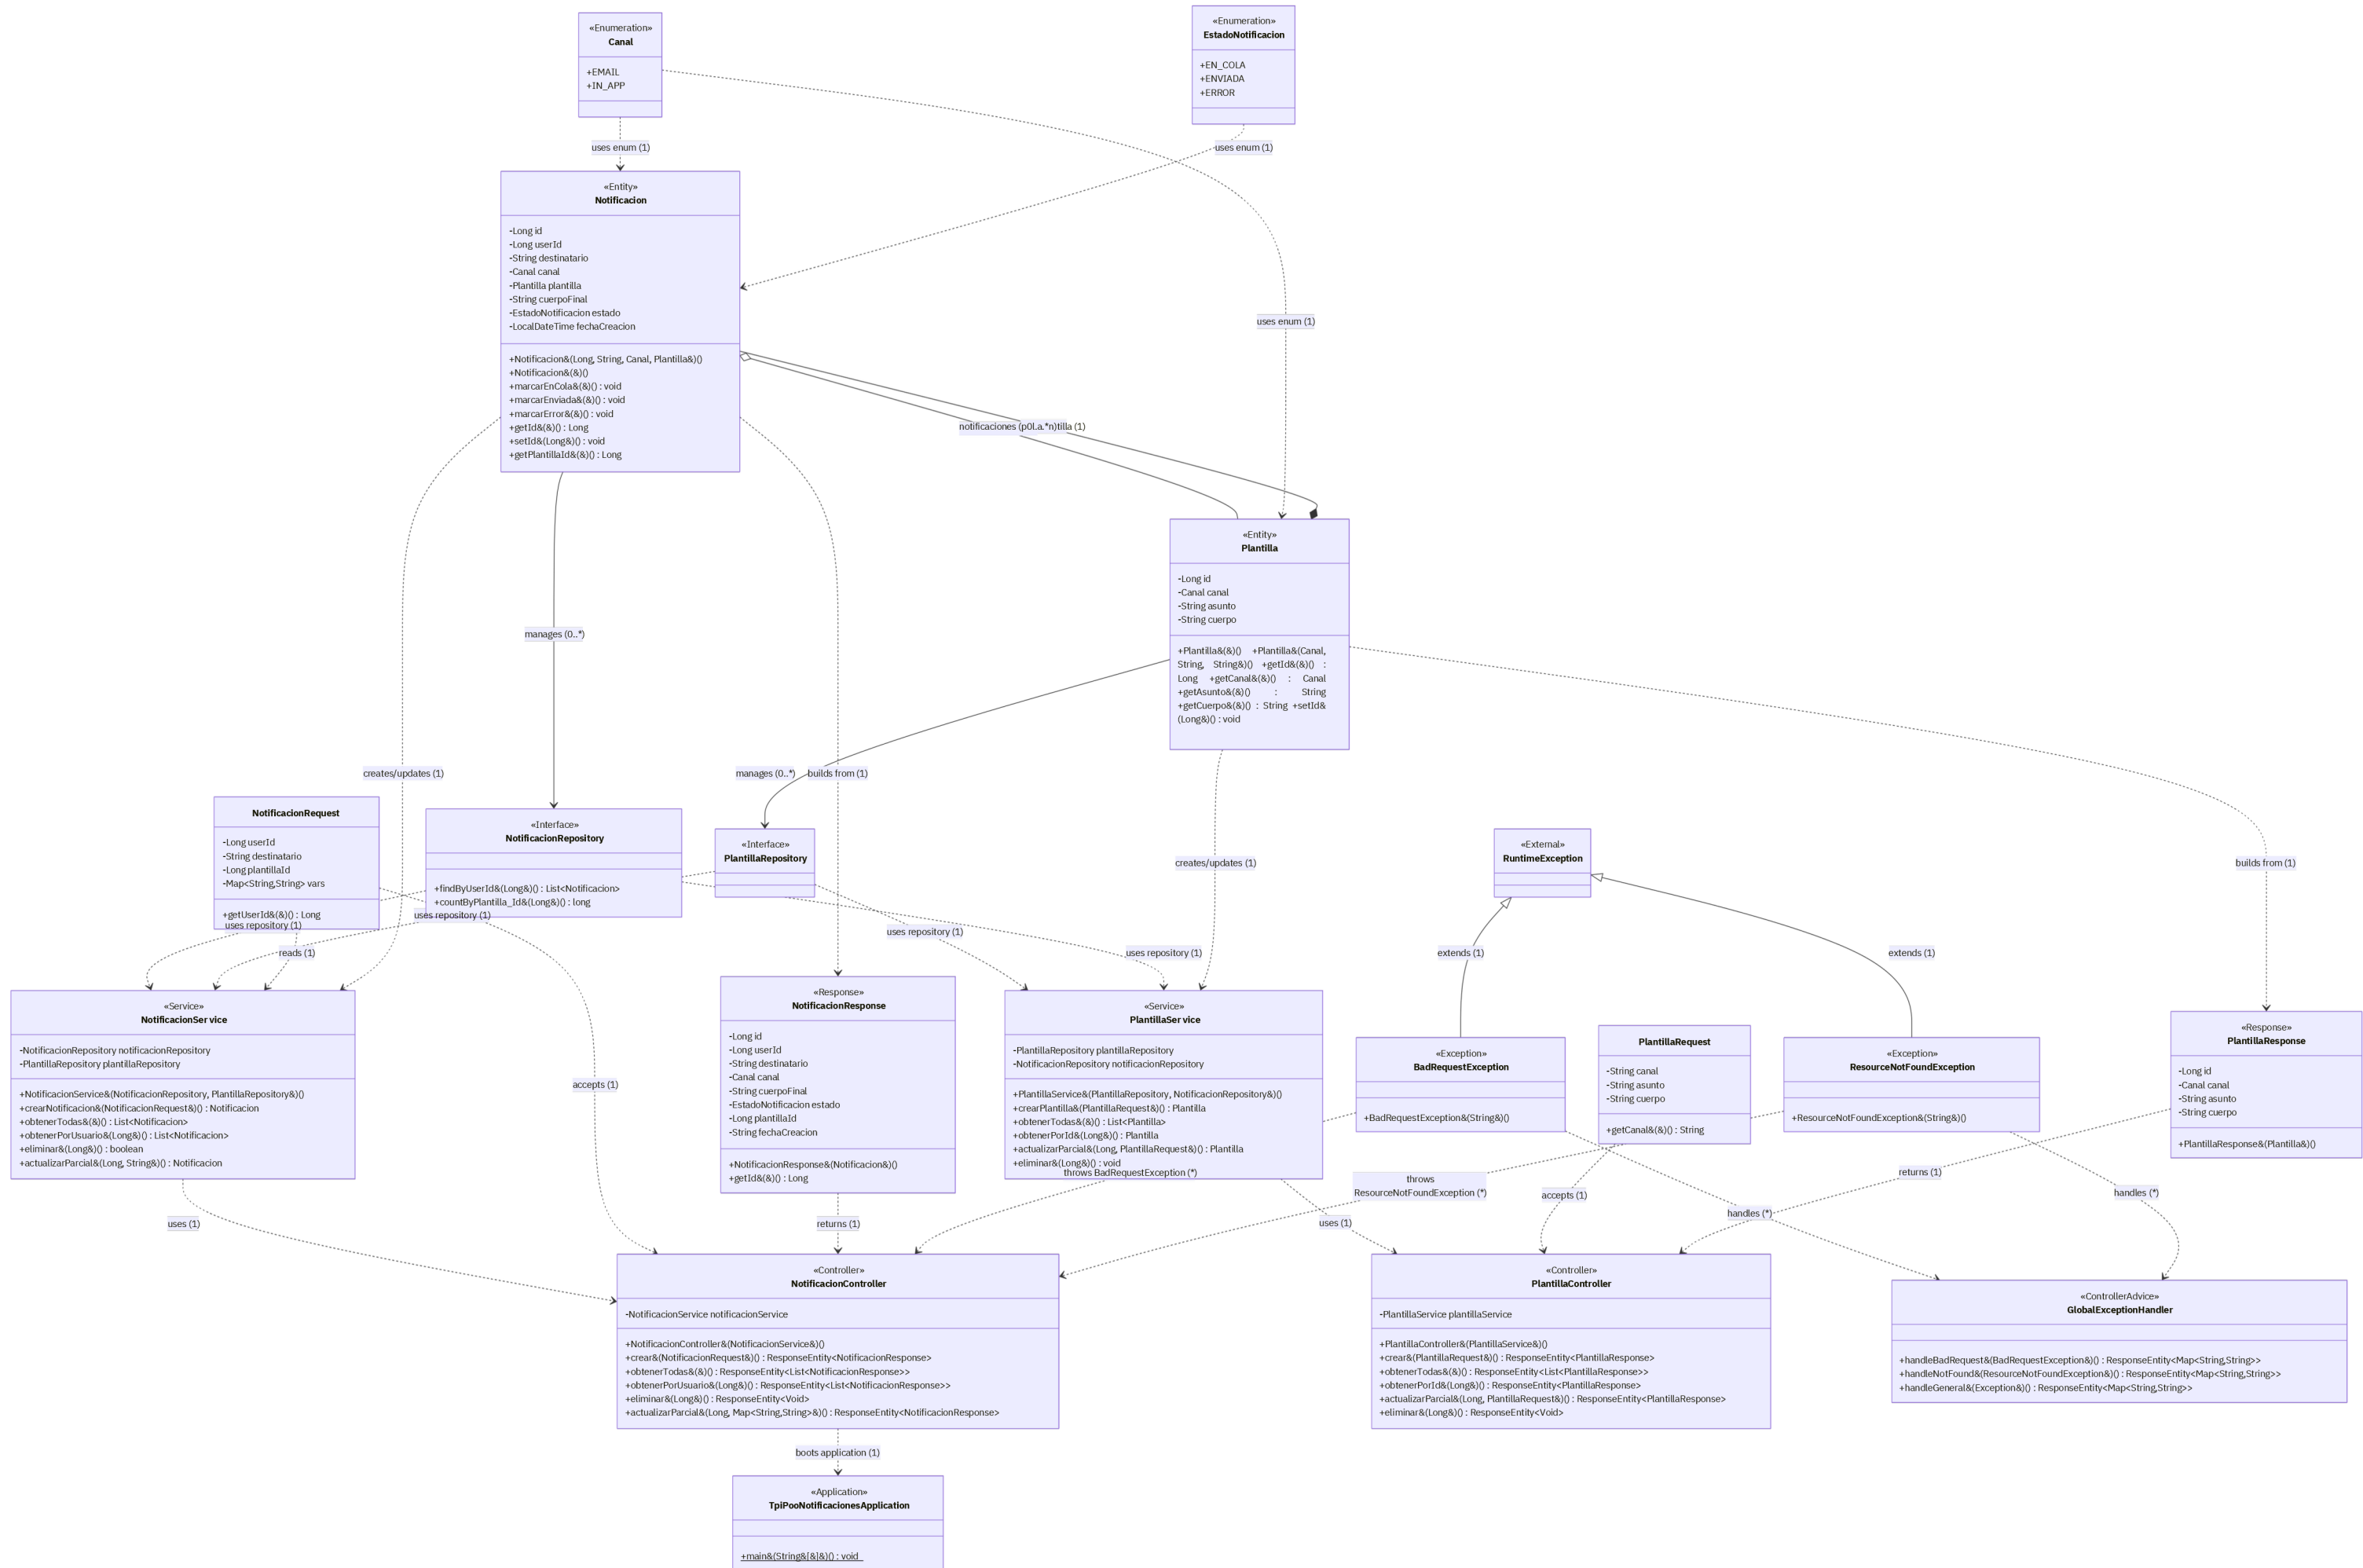 «Enumeration»
Canal
+EMAIL
+IN_APP
«Enumeration»
EstadoNotificacion
+EN_COLA
+ENVIADA
+ERROR
uses enum (1)
uses enum (1)
uses enum (1)
«Entity»
Notificacion
-Long id
-Long userId
-String destinatario
-Canal canal
-Plantilla plantilla
-String cuerpoFinal
-EstadoNotificacion estado
-LocalDateTime fechaCreacion
+Notificacion&(Long, String, Canal, Plantilla&)()
+Notificacion&(&)()
+marcarEnCola&(&)() : void
+marcarEnviada&(&)() : void
+marcarError&(&)() : void
+getId&(&)() : Long
+setId&(Long&)() : void
+getPlantillaId&(&)() : Long
notificaciones (p0l.a.*n)tilla (1)
«Entity»
Plantilla
-Long id
-Canal canal
-String asunto
-String cuerpo
+Plantilla&(&)() +Plantilla&(Canal,
String, String&)() +getId&(&)() :
Long +getCanal&(&)() : Canal
+getAsunto&(&)() : String
+getCuerpo&(&)() : String +setId&
(Long&)() : void
manages (0..*)
creates/updates (1)
manages (0..*)
builds from (1)
creates/updates (1)
builds from (1)
NotificacionRequest
-Long userId
-String destinatario
-Long plantillaId
-Map<String,String> vars
+getUserId&(&)() : Long
«Interface»
NotificacionRepository
+findByUserId&(Long&)() : List<Notificacion>
+countByPlantilla_Id&(Long&)() : long
«Interface»
PlantillaRepository
«External»
RuntimeException
uses repository (1)
uses repository (1)
reads (1)
uses repository (1)
uses repository (1)
extends (1)
extends (1)
«Service»
NotificacionSer vice
-NotificacionRepository notificacionRepository
-PlantillaRepository plantillaRepository
+NotificacionService&(NotificacionRepository, PlantillaRepository&)()
+crearNotificacion&(NotificacionRequest&)() : Notificacion
+obtenerTodas&(&)() : List<Notificacion>
+obtenerPorUsuario&(Long&)() : List<Notificacion>
+eliminar&(Long&)() : boolean
+actualizarParcial&(Long, String&)() : Notificacion
«Response»
NotificacionResponse
-Long id
-Long userId
-String destinatario
-Canal canal
-String cuerpoFinal
-EstadoNotificacion estado
-Long plantillaId
-String fechaCreacion
+NotificacionResponse&(Notificacion&)()
+getId&(&)() : Long
«Service»
PlantillaSer vice
-PlantillaRepository plantillaRepository
-NotificacionRepository notificacionRepository
+PlantillaService&(PlantillaRepository, NotificacionRepository&)()
+crearPlantilla&(PlantillaRequest&)() : Plantilla
+obtenerTodas&(&)() : List<Plantilla>
+obtenerPorId&(Long&)() : Plantilla
+actualizarParcial&(Long, PlantillaRequest&)() : Plantilla
+eliminar&(Long&)() : void
«Exception»
BadRequestException
+BadRequestException&(String&)()
PlantillaRequest
-String canal
-String asunto
-String cuerpo
+getCanal&(&)() : String
«Exception»
ResourceNotFoundException
+ResourceNotFoundException&(String&)()
«Response»
PlantillaResponse
-Long id
-Canal canal
-String asunto
-String cuerpo
+PlantillaResponse&(Plantilla&)()
accepts (1)
uses (1)
returns (1)
throws BadRequestException (*)
uses (1)
throws
ResourceNotFoundException (*)
accepts (1)
handles (*)
returns (1)
handles (*)
«Controller»
NotificacionController
-NotificacionService notificacionService
+NotificacionController&(NotificacionService&)()
+crear&(NotificacionRequest&)() : ResponseEntity<NotificacionResponse>
+obtenerTodas&(&)() : ResponseEntity<List<NotificacionResponse>>
+obtenerPorUsuario&(Long&)() : ResponseEntity<List<NotificacionResponse>>
+eliminar&(Long&)() : ResponseEntity<Void>
+actualizarParcial&(Long, Map<String,String>&)() : ResponseEntity<NotificacionResponse>
«Controller»
PlantillaController
-PlantillaService plantillaService
+PlantillaController&(PlantillaService&)()
+crear&(PlantillaRequest&)() : ResponseEntity<PlantillaResponse>
+obtenerTodas&(&)() : ResponseEntity<List<PlantillaResponse>>
+obtenerPorId&(Long&)() : ResponseEntity<PlantillaResponse>
+actualizarParcial&(Long, PlantillaRequest&)() : ResponseEntity<PlantillaResponse>
+eliminar&(Long&)() : ResponseEntity<Void>
«ControllerAdvice»
GlobalExceptionHandler
+handleBadRequest&(BadRequestException&)() : ResponseEntity<Map<String,String>>
+handleNotFound&(ResourceNotFoundException&)() : ResponseEntity<Map<String,String>>
+handleGeneral&(Exception&)() : ResponseEntity<Map<String,String>>
boots application (1)
«Application»
TpiPooNotificacionesApplication
+main&(String&[&]&)() : void